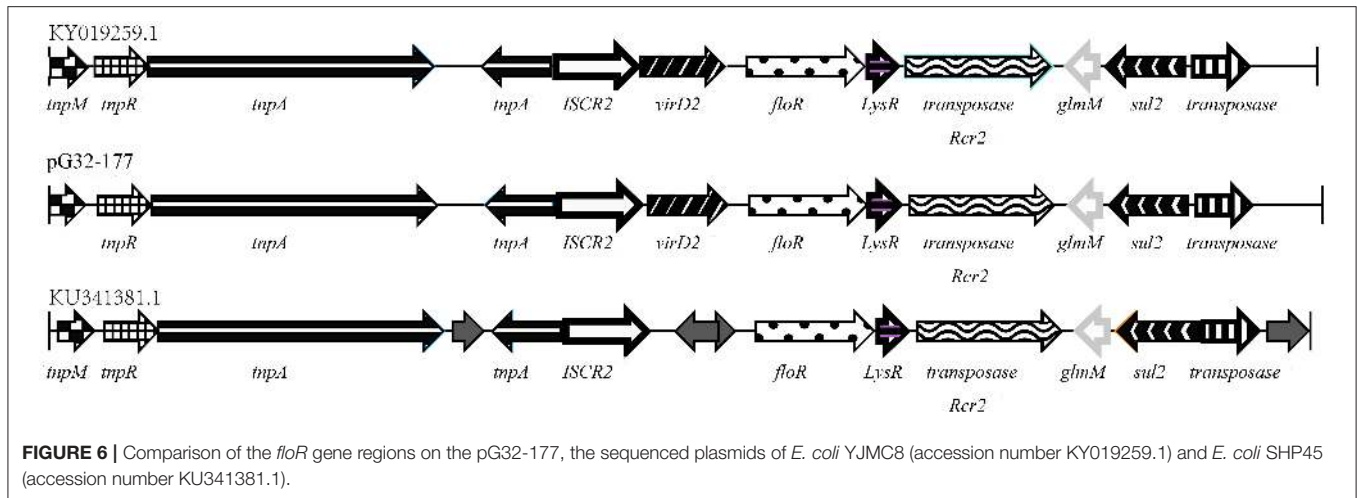 KY019259.1
tnpM tnpR tnpA tnpA ISCR2 virD2 floR LysR transposase glmM sul2 transposase
Rcr2
pG32-177
tnpR tnpA tnpA ISCR2 virD2 floR LysR transposase glmM sul2 transposase
Rcr2
KU341381.1
tnpM tnpR tnpA tnpA ISCR2 floR LysR transposase glmM sul2 transposase
Rcr2
FIGURE 6 | Comparison of the floR gene regions on the pG32-177, the sequenced plasmids of E. coli YJMC8 (accession number KY019259.1) and E. coli SHP45
(accession number KU341381.1).